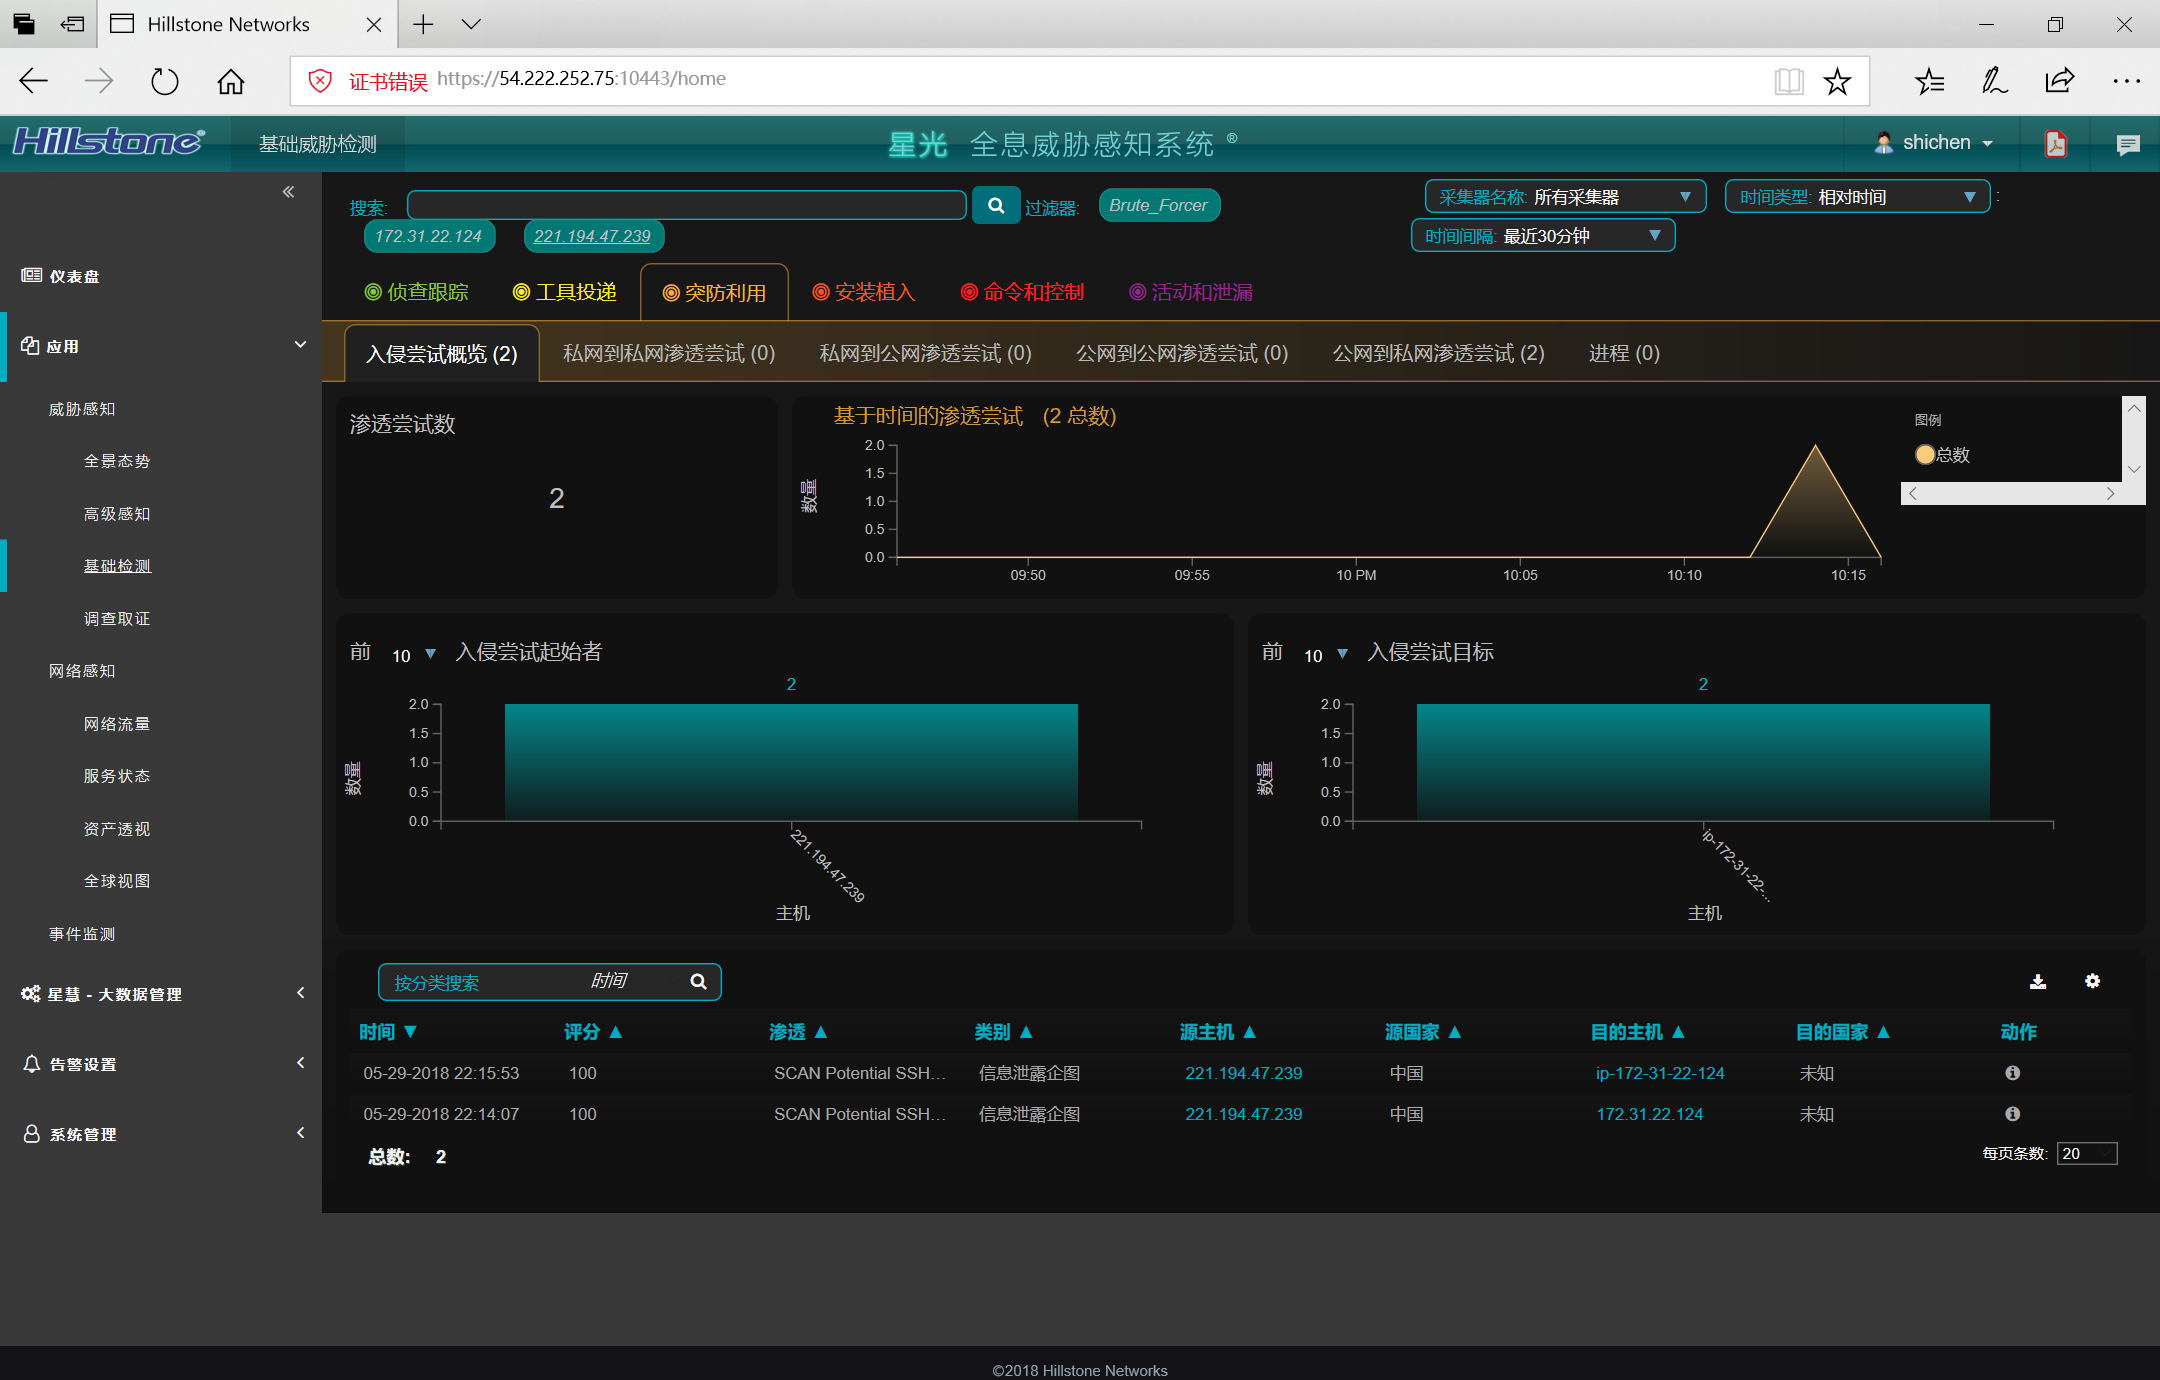 Hillstone Networks
证书错误 https://54.222.252.75:10443/home
Hillstone®
基础威胁检测
星光 全息威胁感知系统 ®
shichen
仪表盘
应用
威胁感知
全景态势
高级感知
基础检测
调查取证
网络感知
网络流量
服务状态
资产透视
全球视图
事件监测
星慧 - 大数据管理
告警设置
系统管理
搜索:
过滤器: Brute_Forcer
172.31.22.124 221.194.47.239
采集器名称: 所有采集器
时间类型: 相对时间 :
时间间隔: 最近30分钟
侦查跟踪 工具投递 突防利用 安装植入 命令和控制 活动和泄漏
入侵尝试概览 (2) 私网到私网渗透尝试 (0) 私网到公网渗透尝试 (0) 公网到公网渗透尝试 (0) 公网到私网渗透尝试 (2) 进程 (0)
渗透尝试数
2
基于时间的渗透尝试 (2 总数)
数量
2.0
1.5
1.0
0.5
0.0
09:50 09:55 10 PM 10:05 10:10 10:15
图例
总数
前 10 入侵尝试起始者
2
数量
2.0
1.5
1.0
0.5
0.0
221.194.47.239
主机
前 10 入侵尝试目标
2
数量
2.0
1.5
1.0
0.5
0.0
ip-172-31-22-...
主机
按分类搜索 时间
时间 ▼ 评分 ▲ 渗透 ▲ 类别 ▲ 源主机 ▲ 源国家 ▲ 目的主机 ▲ 目的国家 ▲ 动作
05-29-2018 22:15:53 100 SCAN Potential SSH... 信息泄露企图 221.194.47.239 中国 ip-172-31-22-124 未知
05-29-2018 22:14:07 100 SCAN Potential SSH... 信息泄露企图 221.194.47.239 中国 172.31.22.124 未知
总数: 2
每页条数: 20
©2018 Hillstone Networks